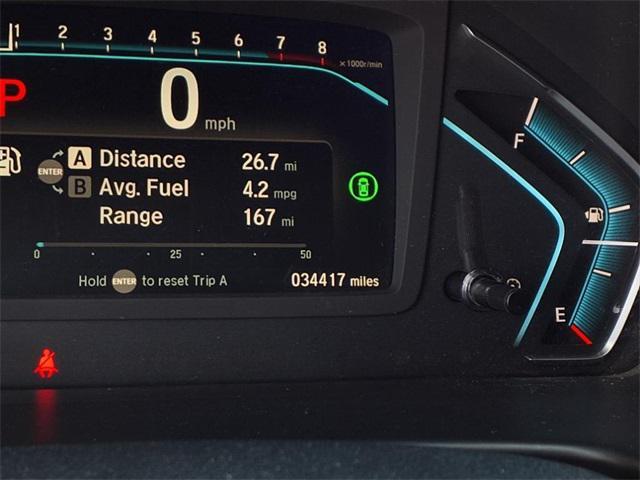 1 2 3 4 5 6 7 8
×1000r/min
P
0 mph
ENTER
A Distance 26.7 mi
B Avg. Fuel 4.2 mpg
Range 167 mi
0 25 50
Hold ENTER to reset Trip A
034417 miles
F
E